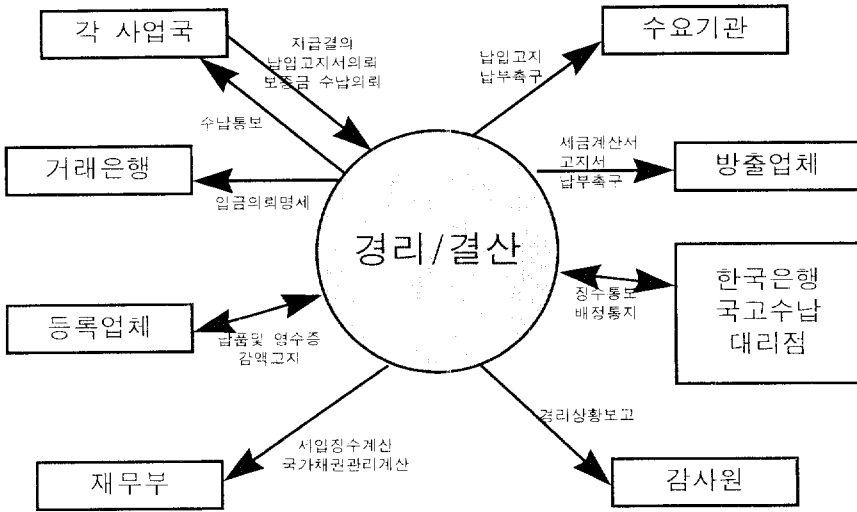 각 사업국
지급결의
납입고지서의뢰
보증금 수납의뢰
수납통보
납입고지
납부촉구
수요기관
거래은행
입금의뢰명세
세금계산서
고지서
납부촉구
방출업체
경리/결산
등록업체
납품및 영수증
감액고지
징수통보
배정통지
한국은행
국고수납
대리점
세입징수계산
국가채권관리계산
재무부
경리상황보고
감사원